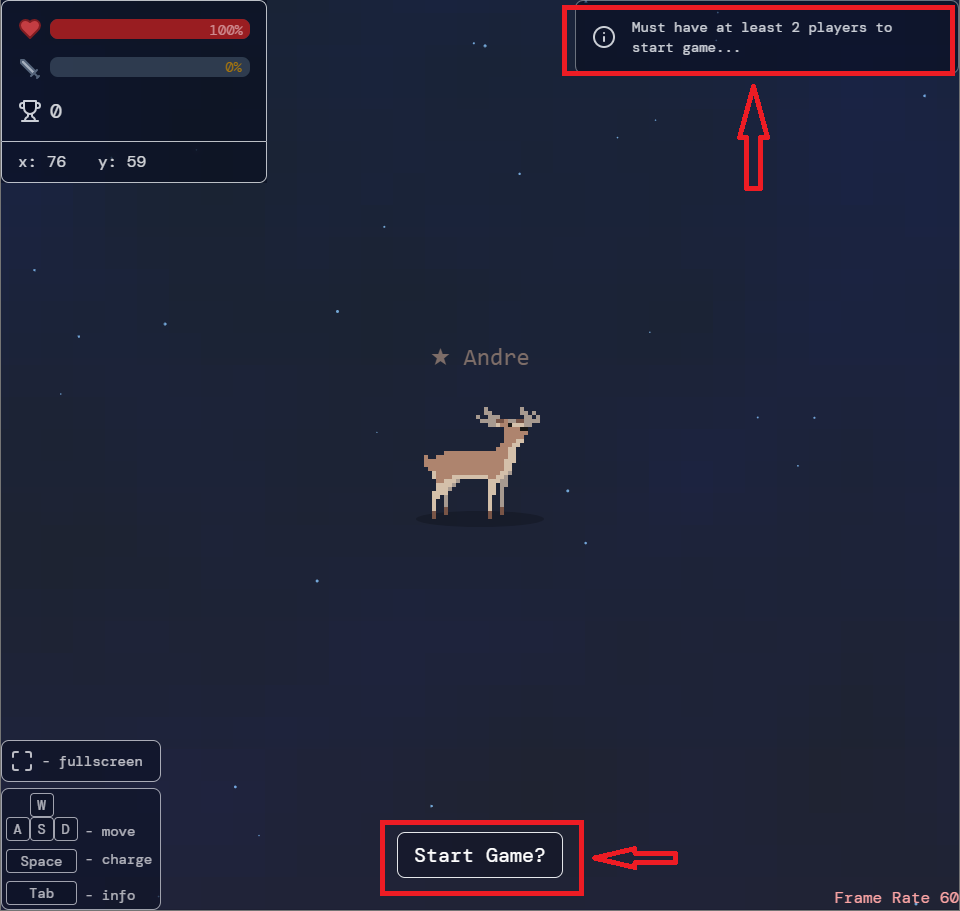 100%
0%
0
x: 76 y: 59
Must have at least 2 players to
start game...
★ Andre
- fullscreen
W
A S D - move
Space - charge
Tab - info
Start Game?
Frame Rate 60